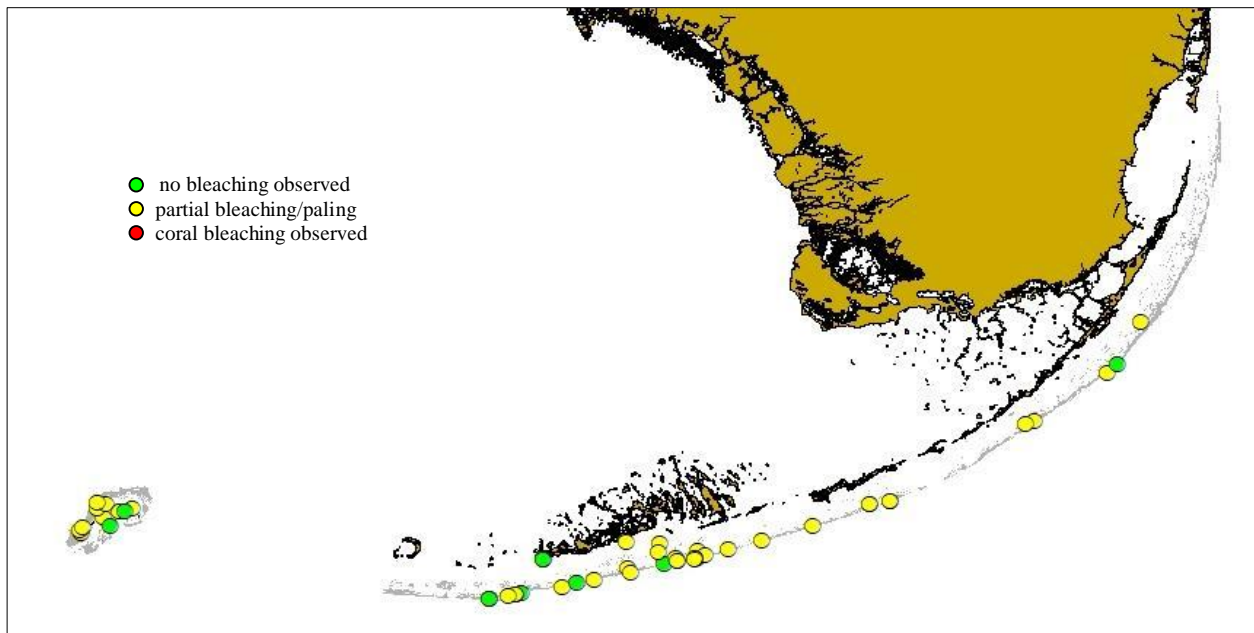 no bleaching observed
partial bleaching/paling
coral bleaching observed